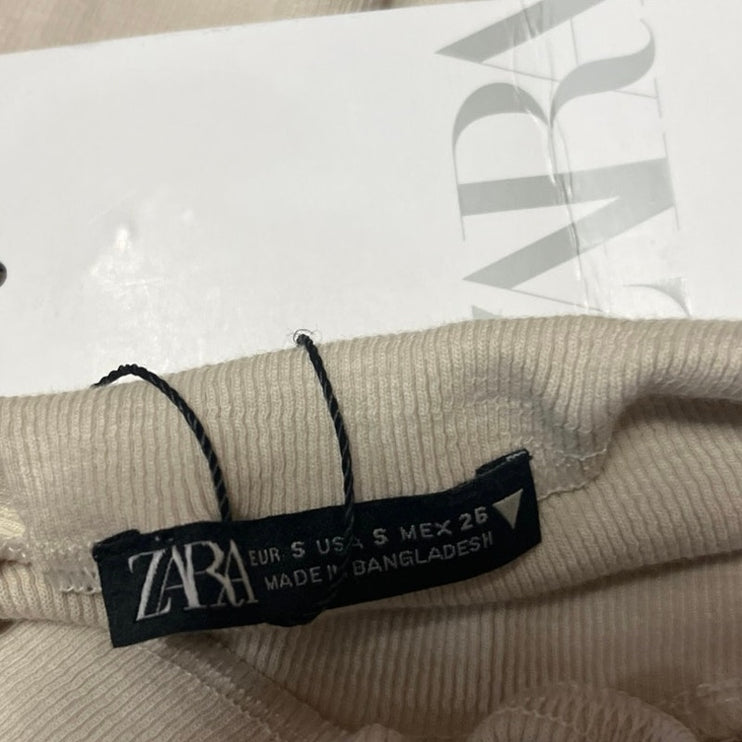 ZARA
ZARA
EUR S USA S MEX 26
MADE IN BANGLADESH